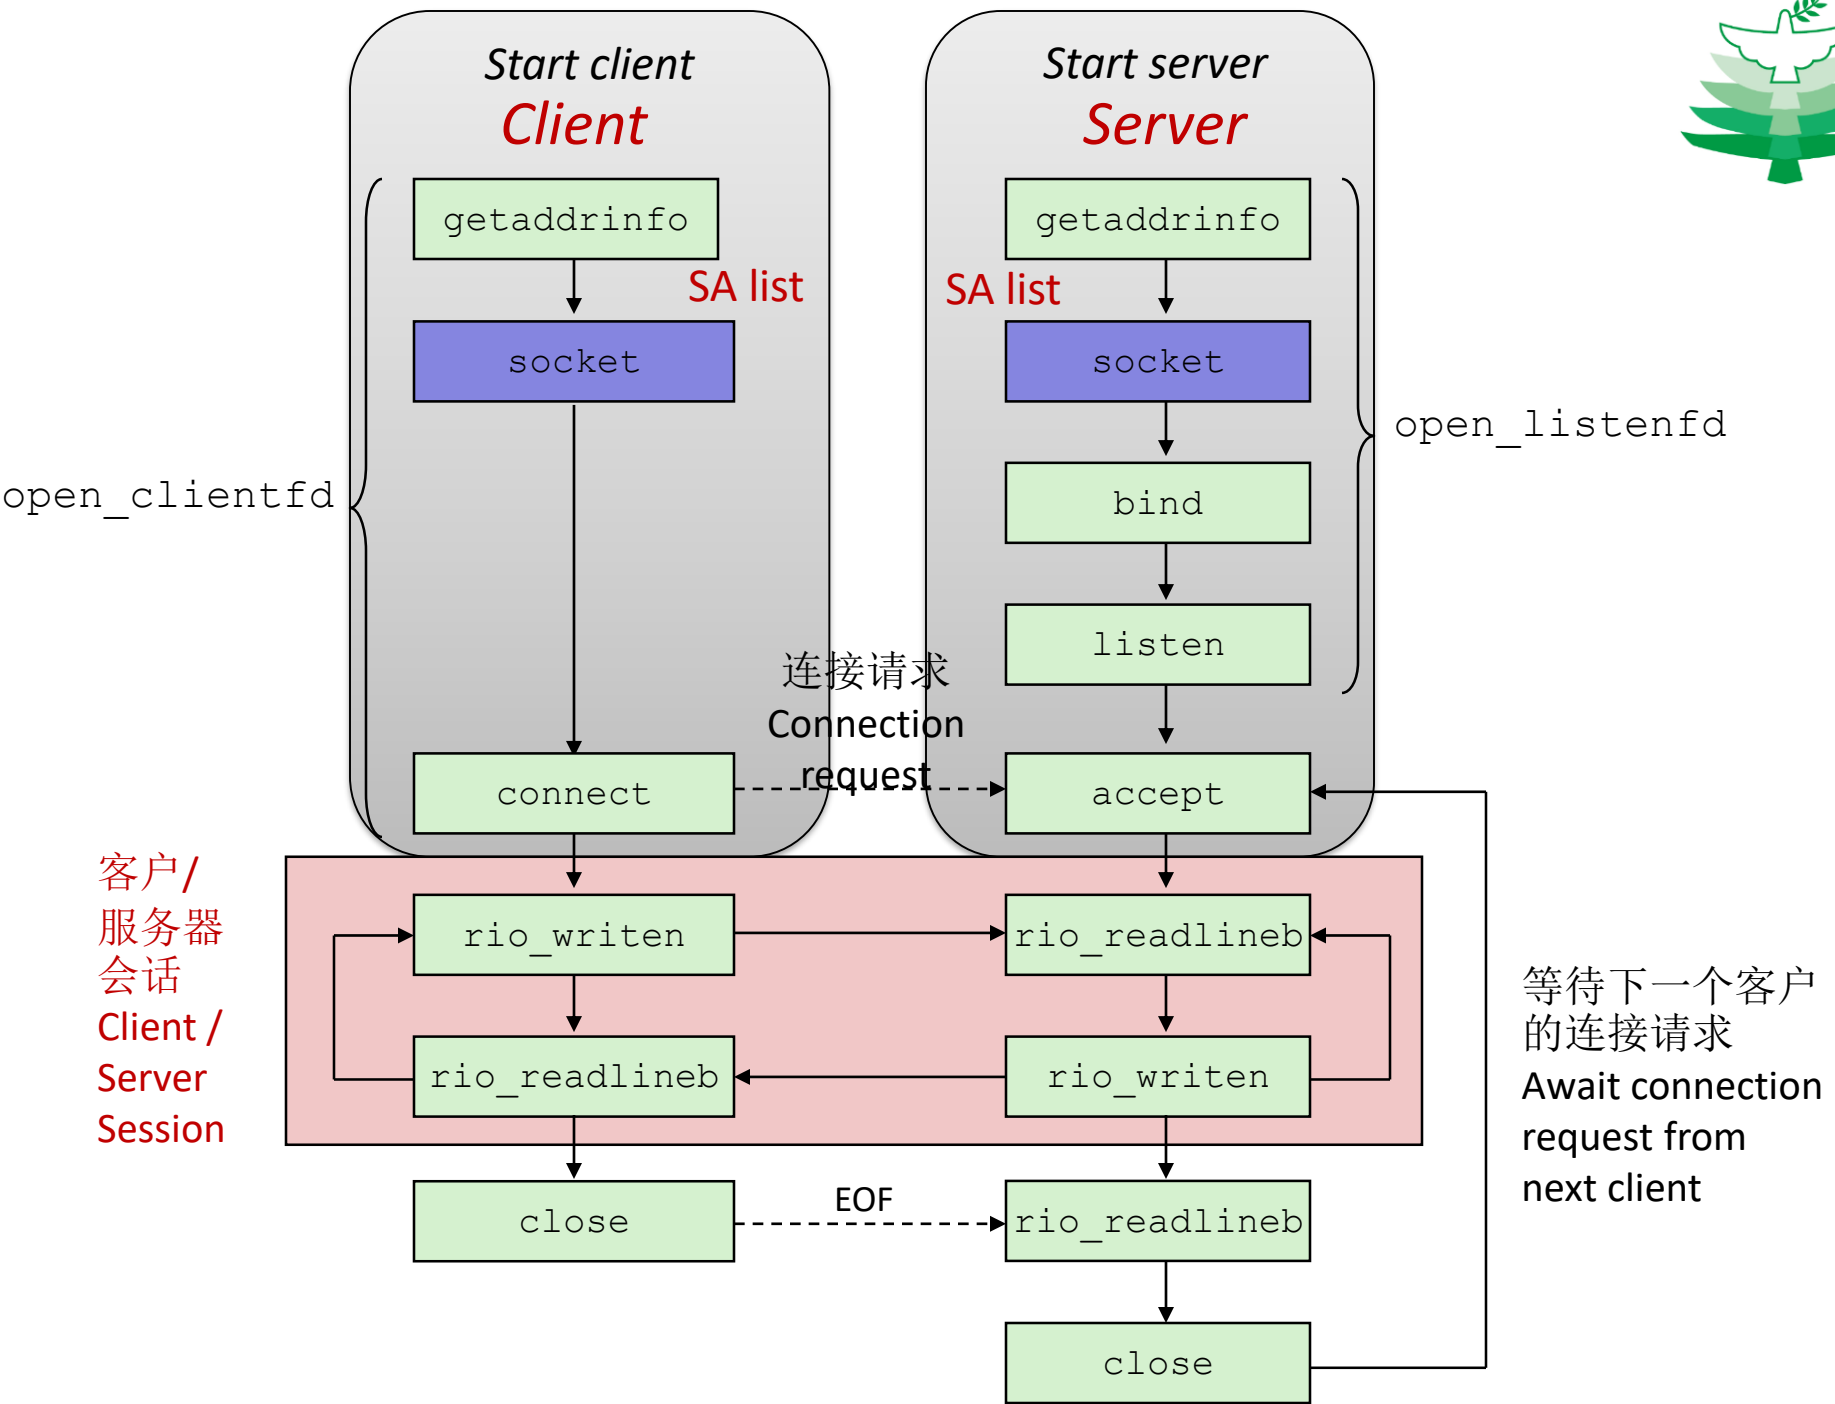 Start client
Client
getaddrinfo
SA list
socket
open_clientfd
connect
Start server
Server
getaddrinfo
SA list
socket
open_listenfd
bind
listen
连接请求
Connection
request
accept
客户/
服务器
会话
Client /
Server
Session
rio_writen
rio_readlineb
rio_readlineb
rio_writen
close
EOF
rio_readlineb
close
等待下一个客户
的连接请求
Await connection
request from
next client